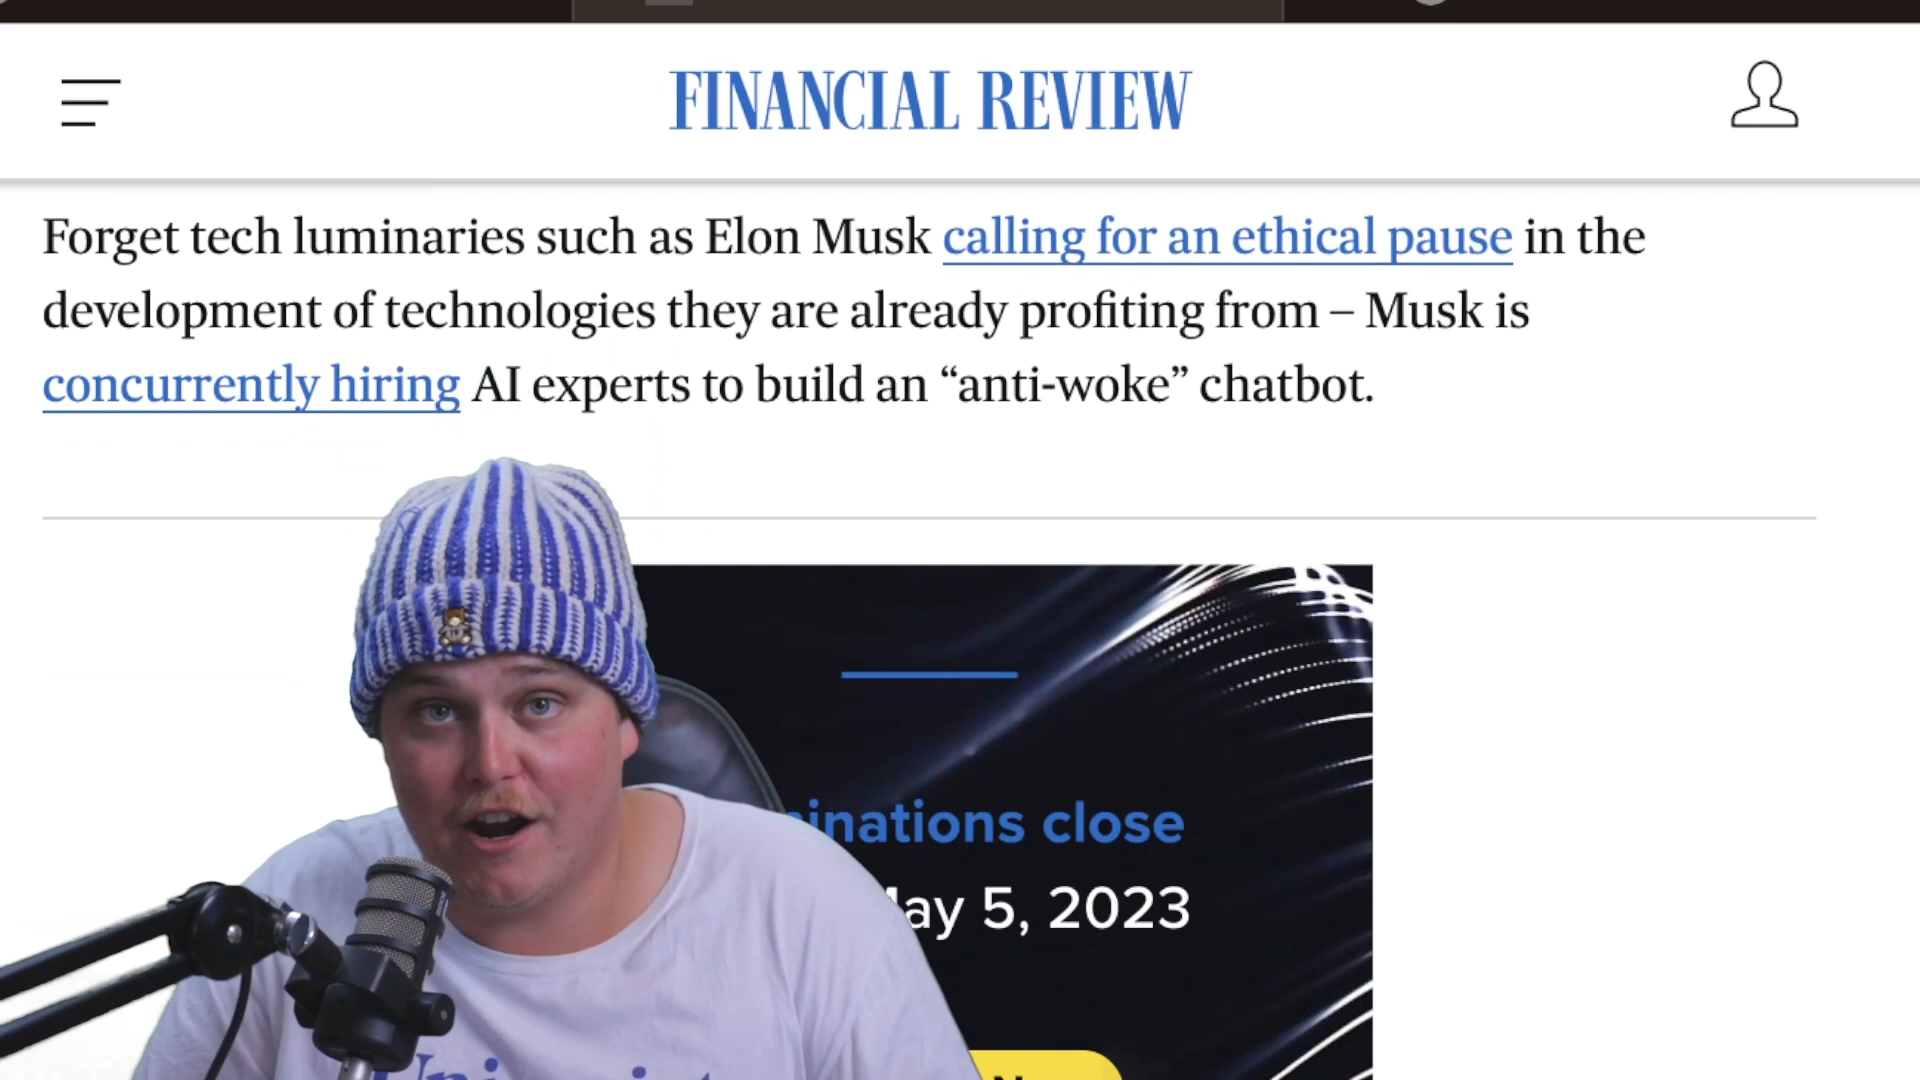 FINANCIAL REVIEW
Forget tech luminaries such as Elon Musk calling for an ethical pause in the
development of technologies they are already profiting from – Musk is
concurrently hiring AI experts to build an “anti-woke” chatbot.
inations close
ay 5, 2023